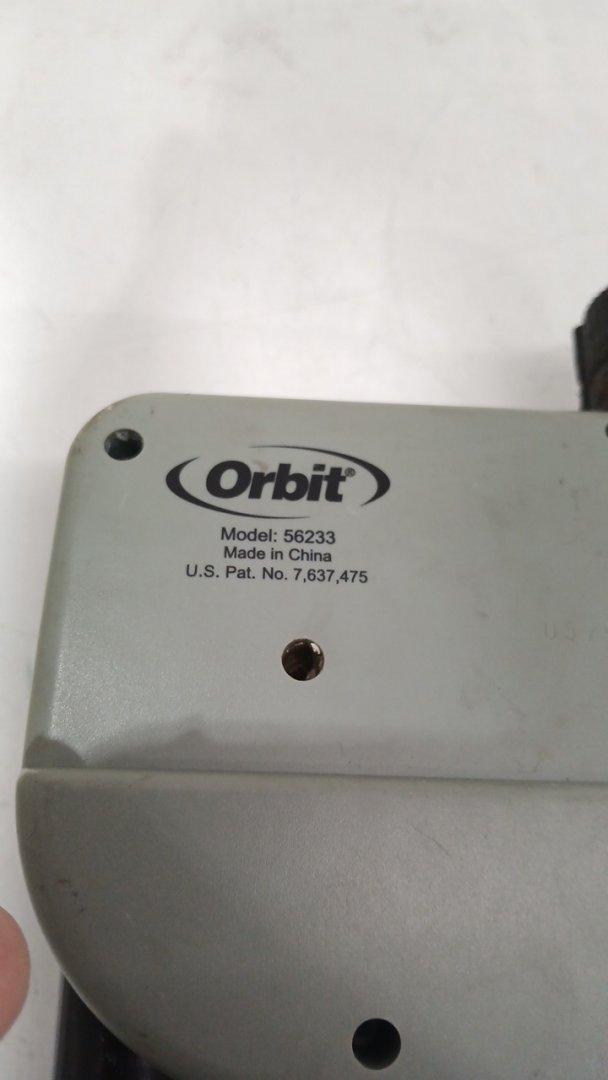 Orbit®
Model: 56233
Made in China
U.S. Pat. No. 7,637,475